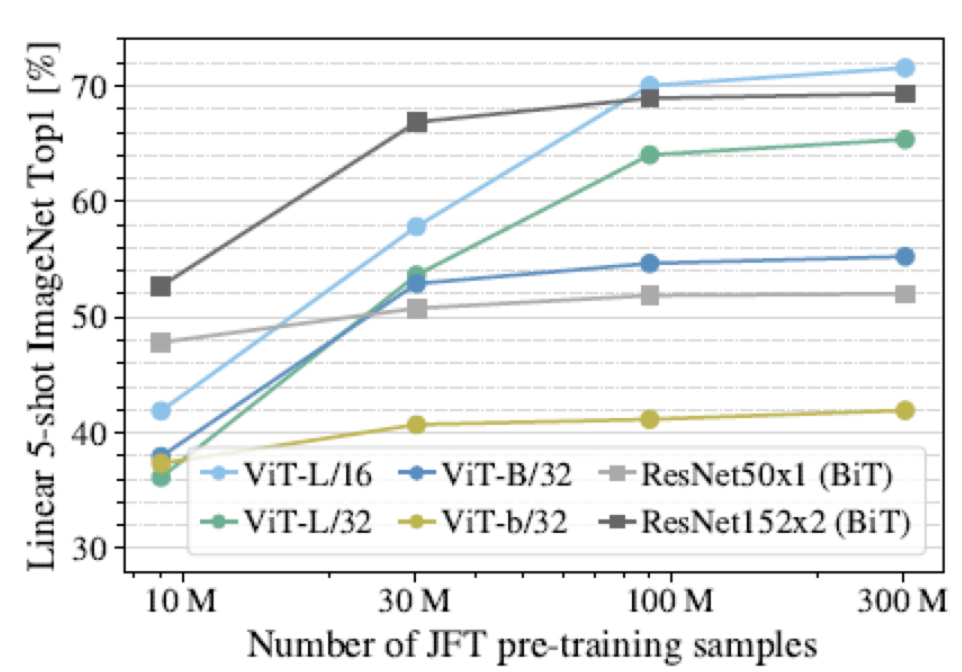 Linear 5-shot ImageNet Top1 [%]
70
60
50
40
30
ViT-L/16 ViT-B/32 ResNet50x1 (BiT)
ViT-L/32 ViT-b/32 ResNet152x2 (BiT)
10 M 30 M 100 M 300 M
Number of JFT pre-training samples